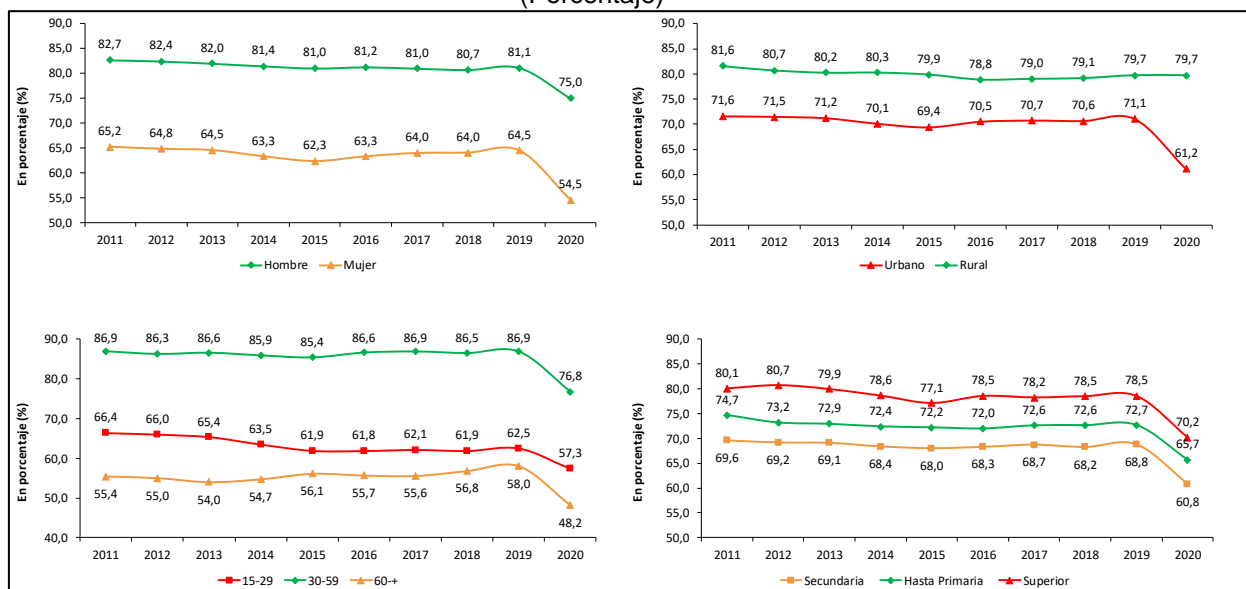 (Porcentaje)
En porcentaje (%)
90,0
85,0
80,0
75,0
70,0
65,0
60,0
55,0
50,0
82,7 82,4 82,0 81,4 81,0 81,2 81,0 80,7 81,1 75,0
65,2 64,8 64,5 63,3 62,3 63,3 64,0 64,0 64,5 54,5
2011 2012 2013 2014 2015 2016 2017 2018 2019 2020
Hombre Mujer
En porcentaje (%)
90,0
85,0
80,0
75,0
70,0
65,0
60,0
55,0
50,0
81,6 80,7 80,2 80,3 79,9 78,8 79,0 79,1 79,7 79,7
71,6 71,5 71,2 70,1 69,4 70,5 70,7 70,6 71,1 61,2
2011 2012 2013 2014 2015 2016 2017 2018 2019 2020
Urbano Rural
En porcentaje (%)
90,0
80,0
70,0
60,0
50,0
40,0
86,9 86,3 86,6 85,9 85,4 86,6 86,9 86,5 86,9 76,8
66,4 66,0 65,4 63,5 61,9 61,8 62,1 61,9 62,5 57,3
55,4 55,0 54,0 54,7 56,1 55,7 55,6 56,8 58,0 48,2
2011 2012 2013 2014 2015 2016 2017 2018 2019 2020
15-29 30-59 60-+
En porcentaje (%)
90,0
85,0
80,0
75,0
70,0
65,0
60,0
55,0
50,0
80,1 80,7 79,9 78,6 77,1 78,5 78,2 78,5 78,5 70,2
74,7 73,2 72,9 72,4 72,2 72,0 72,6 72,6 72,7 65,7
69,6 69,2 69,1 68,4 68,0 68,3 68,7 68,2 68,8 60,8
2011 2012 2013 2014 2015 2016 2017 2018 2019 2020
Secundaria Hasta Primaria Superior